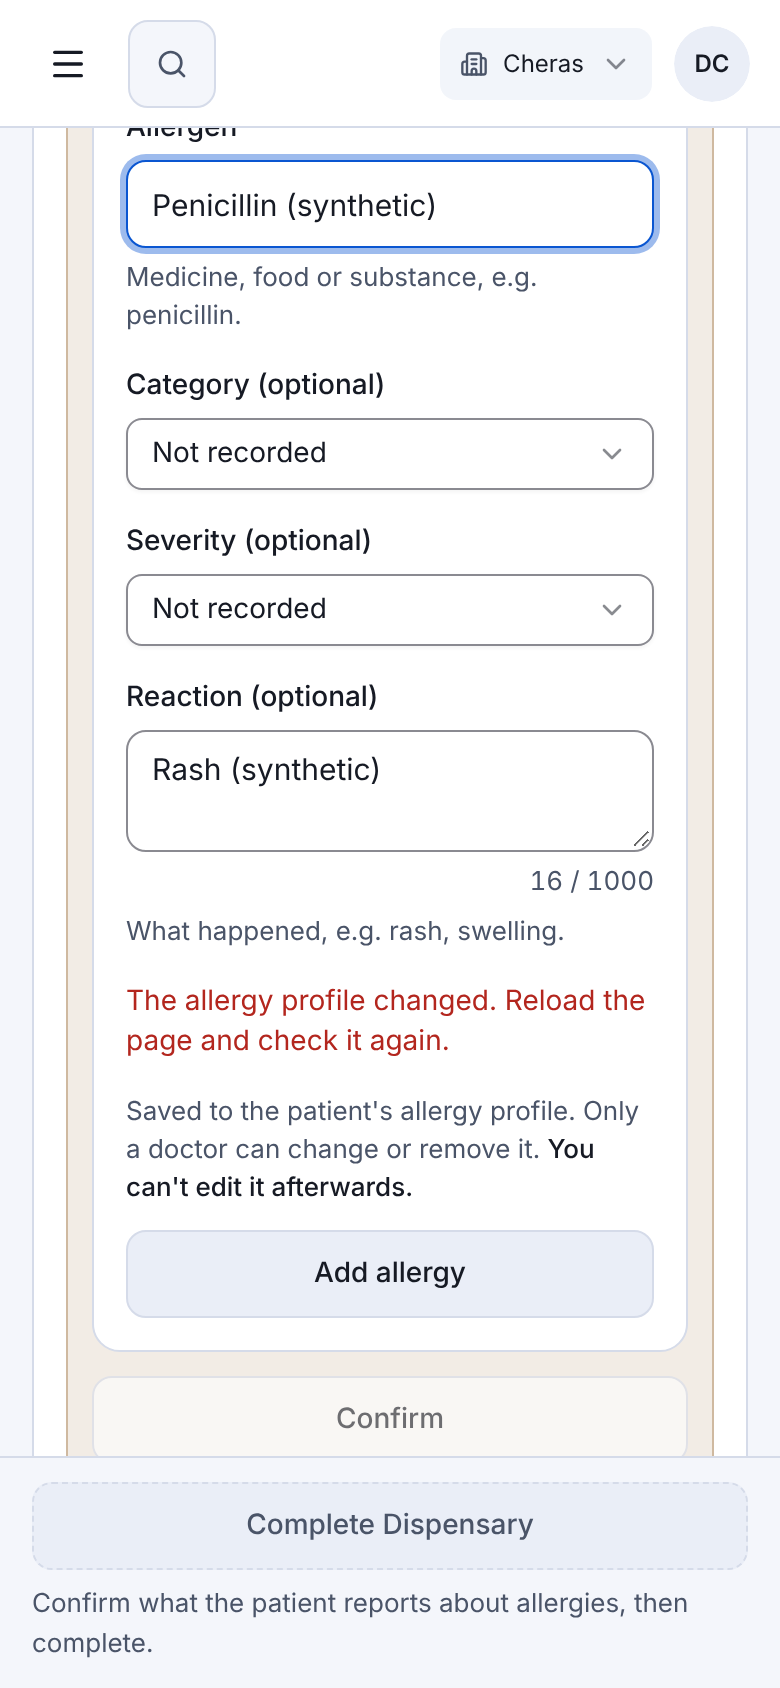 Cheras
DC
Allergen
Penicillin (synthetic)
Medicine, food or substance, e.g.
penicillin.
Category (optional)
Not recorded
Severity (optional)
Not recorded
Reaction (optional)
Rash (synthetic)
16 / 1000
What happened, e.g. rash, swelling.
The allergy profile changed. Reload the
page and check it again.
Saved to the patient's allergy profile. Only
a doctor can change or remove it. You
can't edit it afterwards.
Add allergy
Confirm
Complete Dispensary
Confirm what the patient reports about allergies, then
complete.